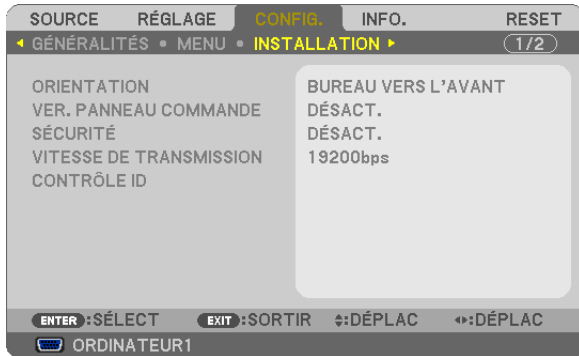 SOURCE RÉGLAGE CONFIG. INFO. RESET
GÉNÉRALITÉS • MENU • INSTALLATION 1/2
ORIENTATION BUREAU VERS L'AVANT
VER. PANNEAU COMMANDE DÉSACT.
SÉCURITÉ DÉSACT.
VITESSE DE TRANSMISSION 19200bps
CONTRÔLE ID
ENTER :SÉLECT EXIT :SORTIR :DÉPLAC :DÉPLAC
ORDINATEUR1